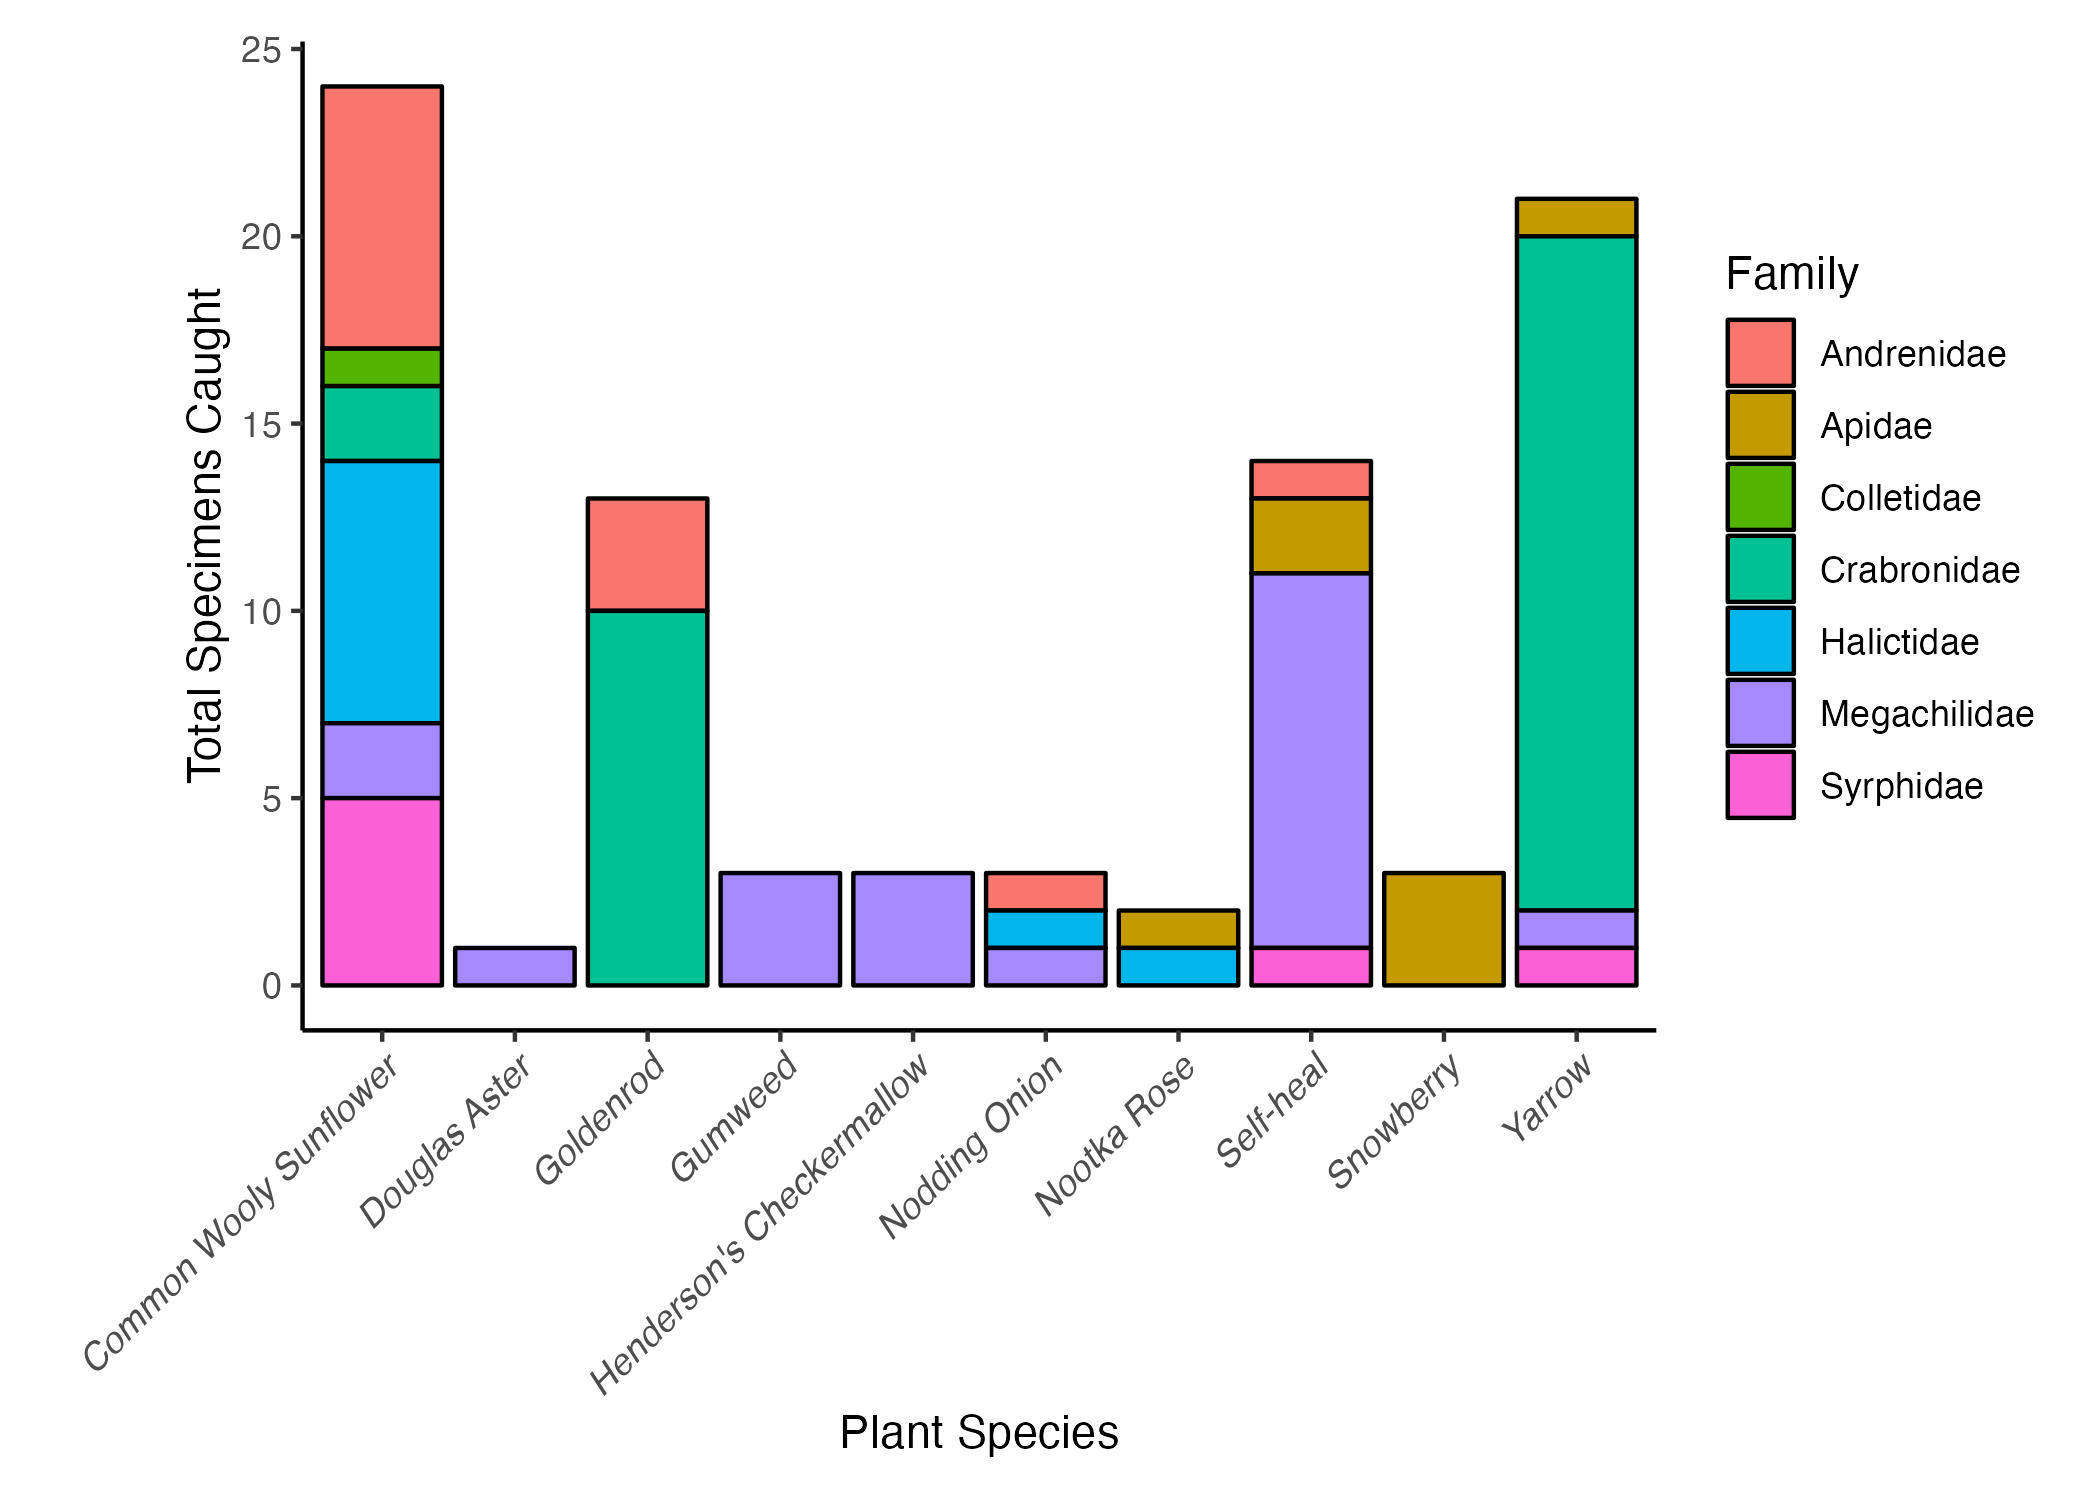 Total Specimens Caught
25
20
15
10
5
0
Common Wooly Sunflower
Douglas Aster
Goldenrod
Gumweed
Henderson's Checkermallow
Nodding Onion
Nootka Rose
Self-heal
Snowberry
Yarrow
Plant Species
Family
Andrenidae
Apidae
Colletidae
Crabronidae
Halictidae
Megachilidae
Syrphidae